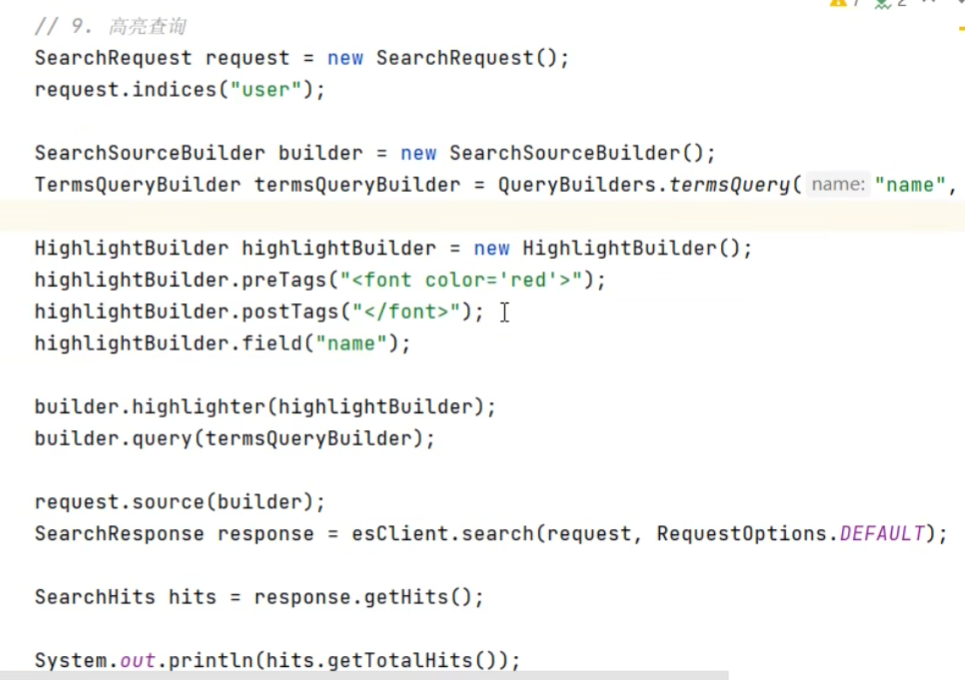 // 9. 高亮查询
SearchRequest request = new SearchRequest();
request.indices("user");
SearchSourceBuilder builder = new SearchSourceBuilder();
TermsQueryBuilder termsQueryBuilder = QueryBuilders.termsQuery( name: "name",
HighlightBuilder highlightBuilder = new HighlightBuilder();
highlightBuilder.preTags("<font color='red'>");
highlightBuilder.postTags("</font>");
highlightBuilder.field("name");
builder.highlighter(highlightBuilder);
builder.query(termsQueryBuilder);
request.source(builder);
SearchResponse response = esClient.search(request, RequestOptions.DEFAULT);
SearchHits hits = response.getHits();
System.out.println(hits.getTotalHits());